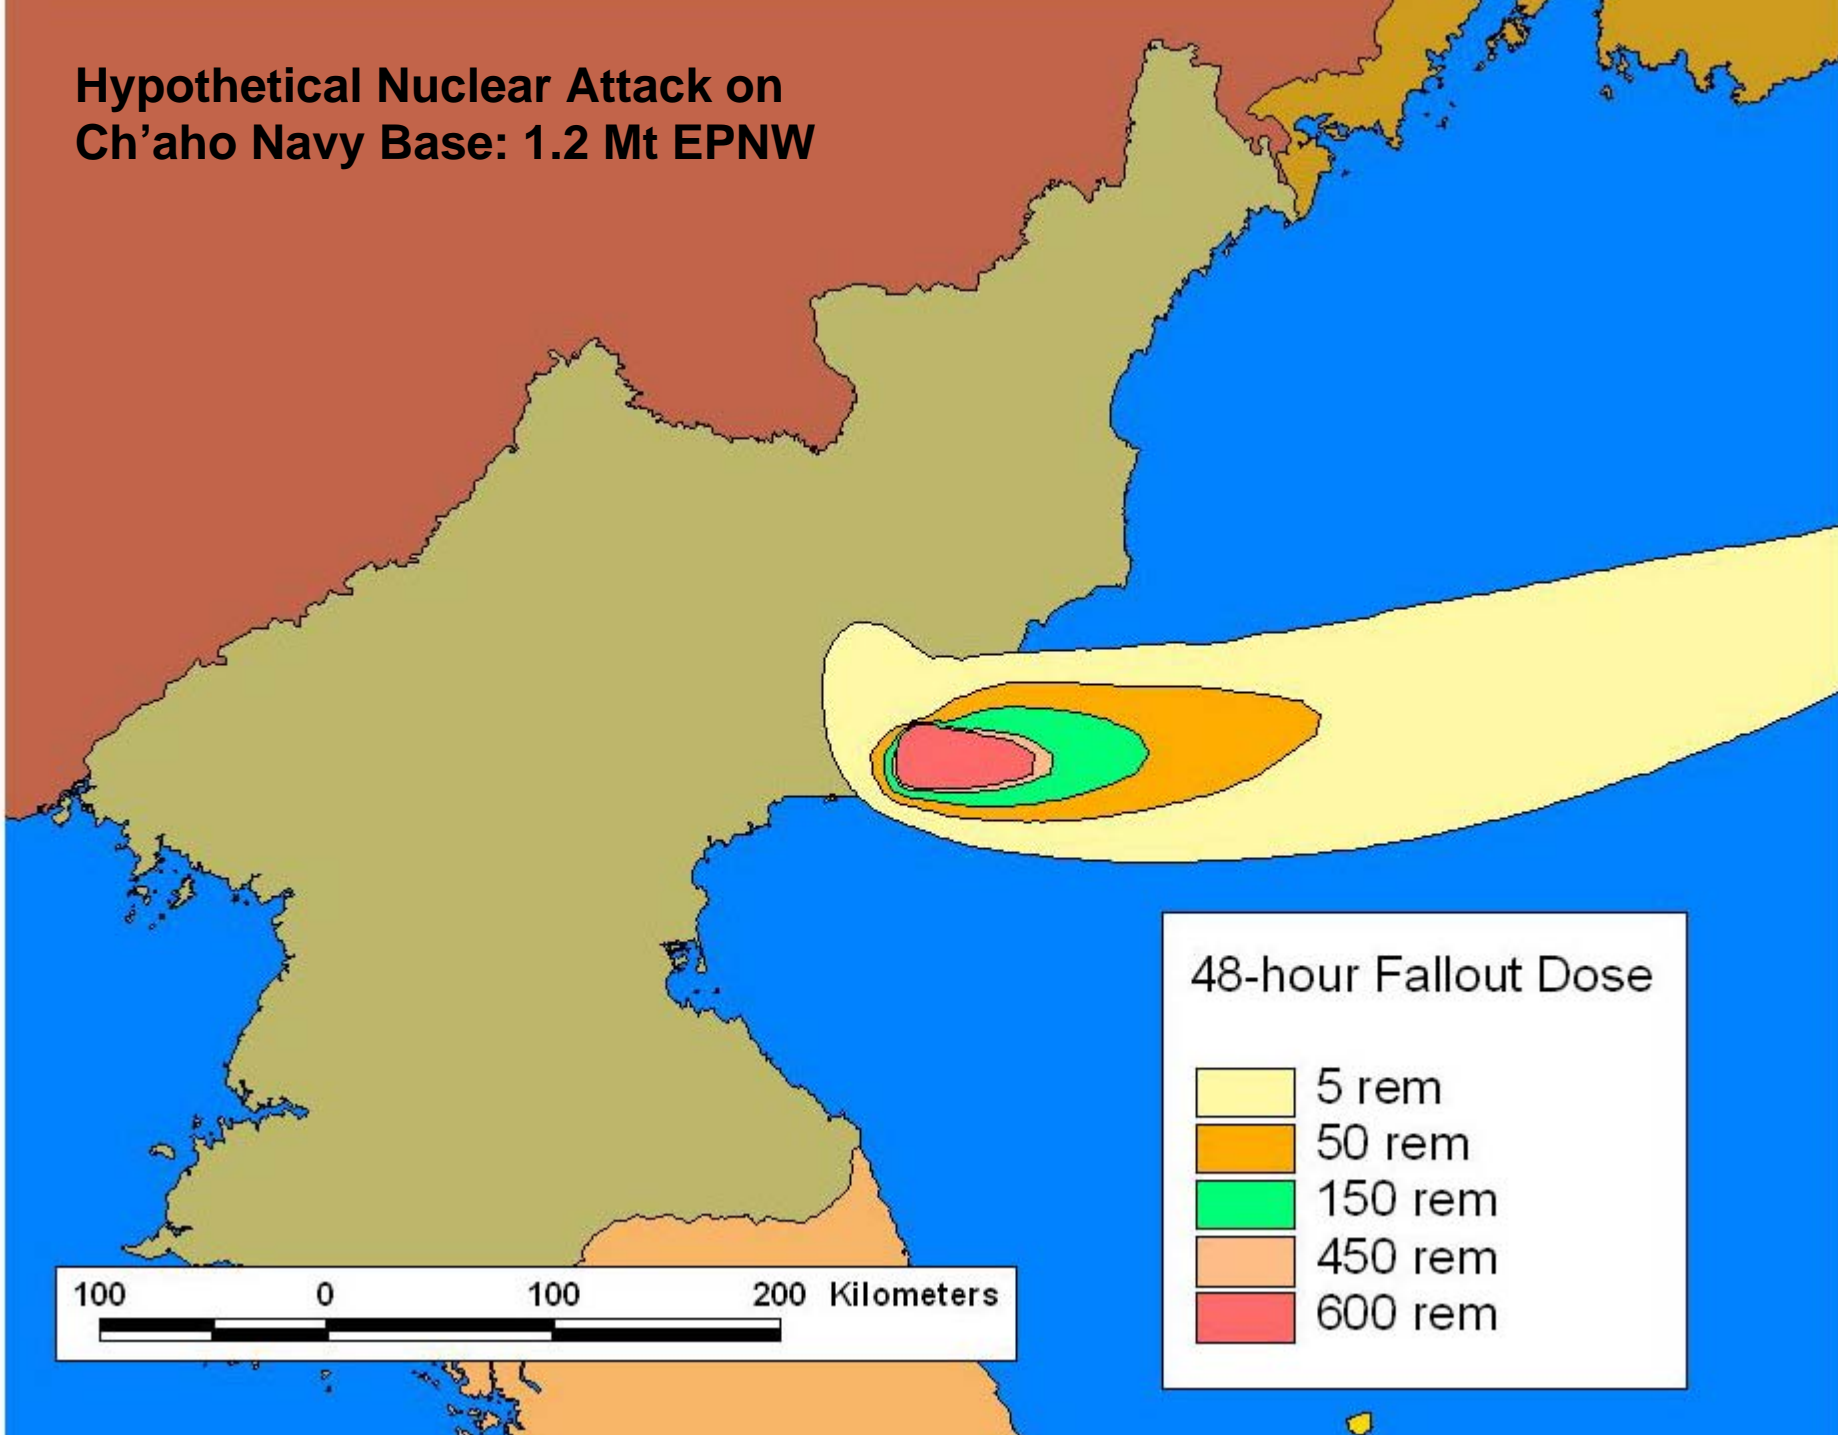 Hypothetical Nuclear Attack on
Ch’aho Navy Base: 1.2 Mt EPNW
48-hour Fallout Dose
5 rem
50 rem
150 rem
450 rem
600 rem
100 0 100 200 Kilometers